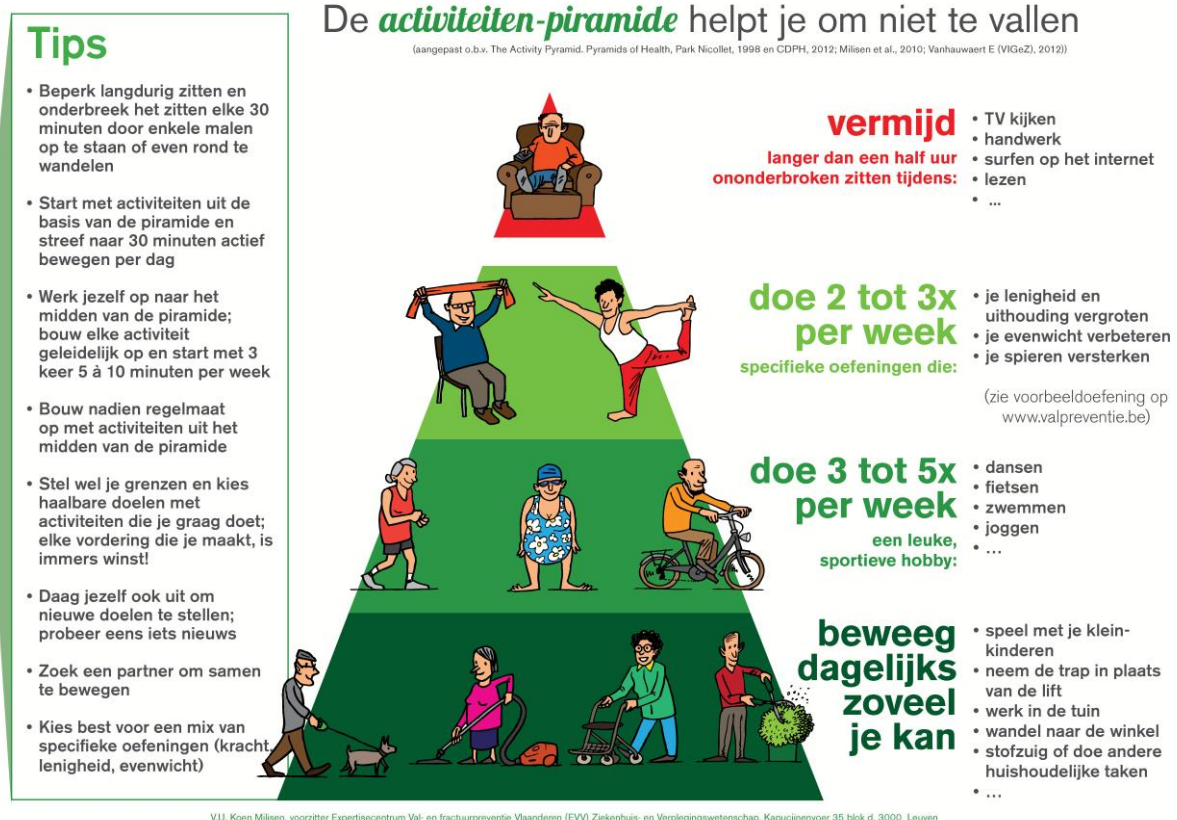 De activiteiten-piramide helpt je om niet te vallen
(aangepast o.b.v. The Activity Pyramid. Pyramids of Health, Park Nicollet, 1998 en CDPH, 2012; Milisen et al., 2010; Vanhauwaert E (VIGeZ), 2012))
Tips
• Beperk langdurig zitten en
onderbreek het zitten elke 30
minuten door enkele malen
op te staan of even rond te
wandelen
• Start met activiteiten uit de
basis van de piramide en
streef naar 30 minuten actief
bewegen per dag
• Werk jezelf op naar het
midden van de piramide;
bouw elke activiteit
geleidelijk op en start met 3
keer 5 à 10 minuten per week
• Bouw nadien regelmaat
op met activiteiten uit het
midden van de piramide
• Stel wel je grenzen en kies
haalbare doelen met
activiteiten die je graag doet;
elke vordering die je maakt, is
immers winst!
• Daag jezelf ook uit om
nieuwe doelen te stellen;
probeer eens iets nieuws
• Zoek een partner om samen
te bewegen
• Kies best voor een mix van
specifieke oefeningen (kracht,
lenigheid, evenwicht)
vermijd
langer dan een half uur
ononderbroken zitten tijdens:
• TV kijken
• handwerk
• surfen op het internet
• lezen
• ...
doe 2 tot 3x
per week
specifieke oefeningen die:
• je lenigheid en
uithouding vergroten
• je evenwicht verbeteren
• je spieren versterken
(zie voorbeeldoefening op
www.valpreventie.be)
doe 3 tot 5x
per week
een leuke,
sportieve hobby:
• dansen
• fietsen
• zwemmen
• joggen
• ...
beweeg
dagelijks
zoveel
je kan
• speel met je klein-
kinderen
• neem de trap in plaats
van de lift
• werk in de tuin
• wandel naar de winkel
• stofzuig of doe andere
huishoudelijke taken
• ...
V.U. Koen Milisen, voorzitter Expertisecentrum Val- en fractuurpreventie Vlaanderen (EVV) Ziekenhuis- en Verplegingswetenschap, Kapucijnenvoer 35 blok d, 3000, Leuven